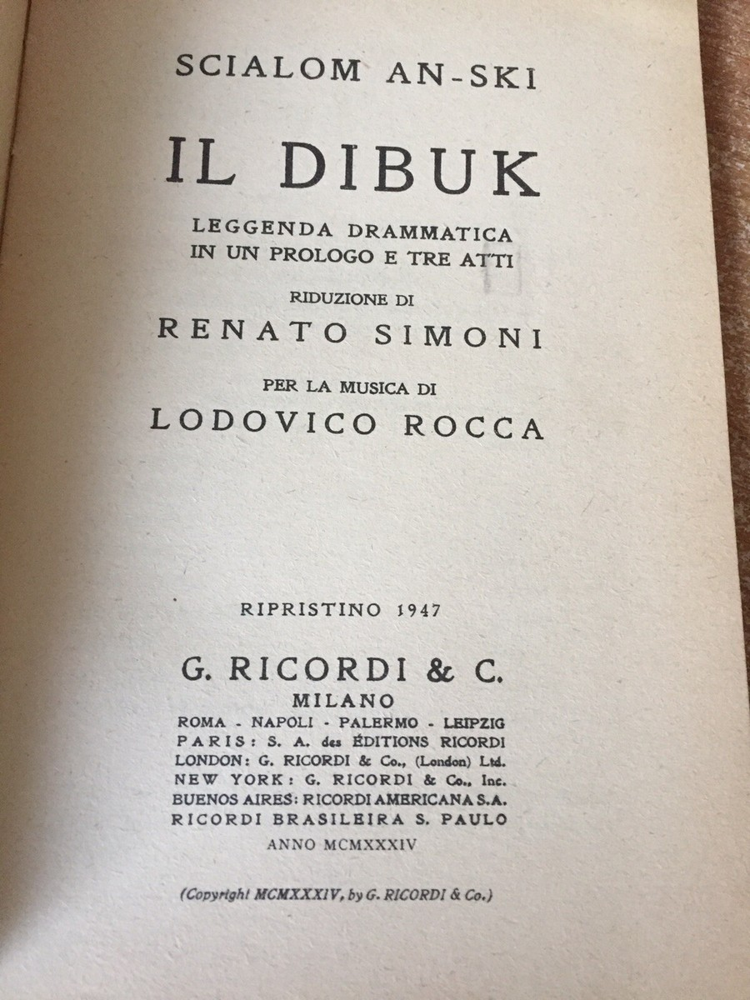 SCIALOM AN-SKI
IL DIBUK
LEGGENDA DRAMMATICA
IN UN PROLOGO E TRE ATTI
RIDUZIONE DI
RENATO SIMONI
PER LA MUSICA DI
LODOVICO ROCCA
RIPRISTINO 1947
G. RICORDI & C.
MILANO
ROMA - NAPOLI - PALERMO - LEIPZIG
PARIS: S. A. des ÉDITIONS RICORDI
LONDON: G. RICORDI & Co., (London) Ltd.
NEW YORK: G. RICORDI & Co., Inc.
BUENOS AIRES: RICORDI AMERICANA S.A.
RICORDI BRASILEIRA S. PAULO
ANNO MCMXXXIV
(Copyright MCMXXXIV, by G. RICORDI & Co.)